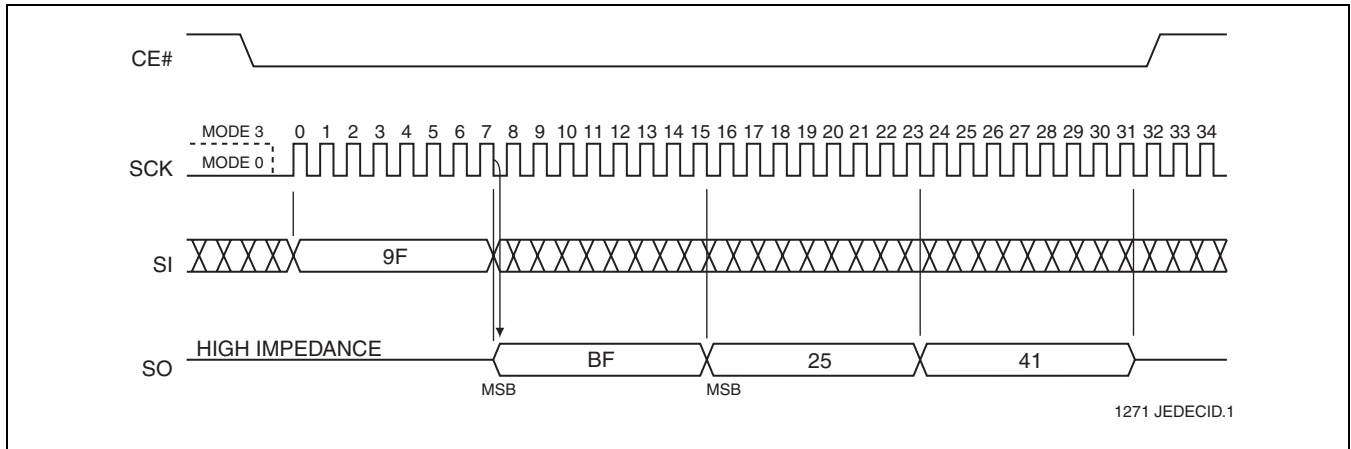 CE#
MODE 3
0 1 2 3 4 5 6 7 8 9 10 11 12 13 14 15 16 17 18 19 20 21 22 23 24 25 26 27 28 29 30 31 32 33 34
SCK
MODE 0
SI
9F
HIGH IMPEDANCE
SO
BF
25
41
MSB
MSB
1271 JEDECID.1